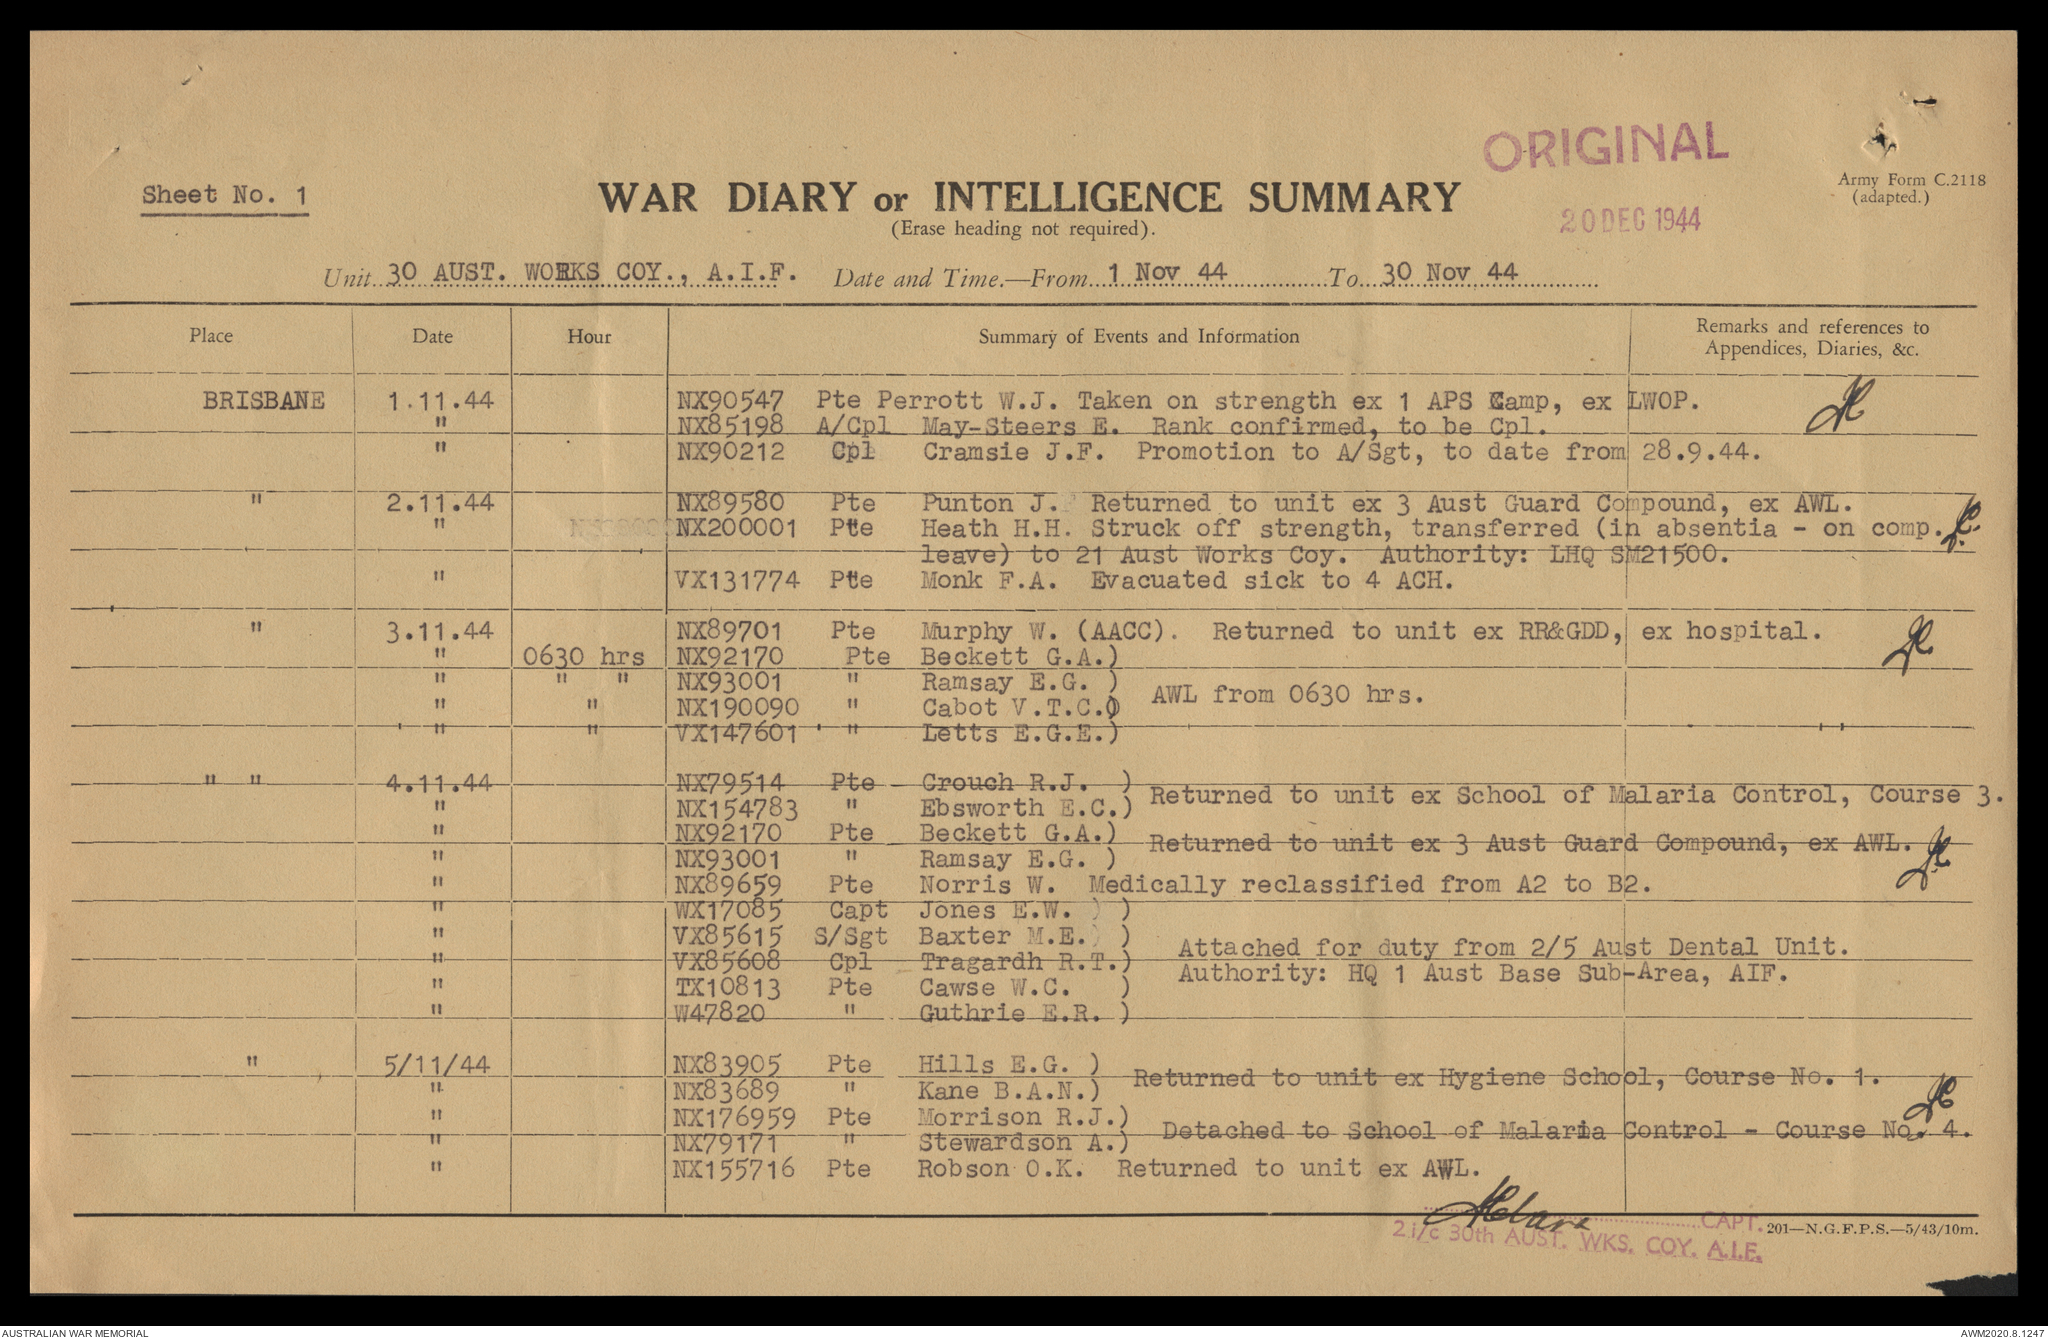 ORIGINAL
Sheet No. 1
WAR DIARY or INTELLIGENCE SUMMARY
Army Form C.2118
(adapted.)
(Erase heading not required).
20 DEC 1944
Unit 30 AUST. WORKS COY., A.I.F. Date and Time.—From 1 Nov 44 To 30 Nov 44
Place Date Hour Summary of Events and Information Remarks and references to
Appendices, Diaries, &c.
BRISBANE 1.11.44 NX90547 Pte Perrott W.J. Taken on strength ex 1 APS Camp, ex LWOP.
" NX85198 A/Cpl May-Steers E. Rank confirmed, to be Cpl.
" NX90212 Cpl Cramsie J.F. Promotion to A/Sgt, to date from 28.9.44.
" 2.11.44 NX89580 Pte Punton J. Returned to unit ex 3 Aust Guard Compound, ex AWL.
" NX200001 Pte Heath H.H. Struck off strength, transferred (in absentia - on comp.
leave) to 21 Aust Works Coy. Authority: LHQ SM21500.
" VX131774 Pte Monk F.A. Evacuated sick to 4 ACH.
" 3.11.44 NX89701 Pte Murphy W. (AACC). Returned to unit ex RR&GDD, ex hospital.
" 0630 hrs NX92170 Pte Beckett G.A.)
" " " NX93001 " Ramsay E.G. )
AWL from 0630 hrs.
" " NX190090 " Cabot V.T.C.)
" " VX147601 " Letts E.G.E.)
" " 4.11.44 NX79514 Pte Crouch R.J. )
Returned to unit ex School of Malaria Control, Course 3.
" NX154783 " Ebsworth E.C.)
" NX92170 Pte Beckett G.A.)
Returned to unit ex 3 Aust Guard Compound, ex AWL.
" NX93001 " Ramsay E.G. )
" NX89659 Pte Norris W. Medically reclassified from A2 to B2.
" WX17085 Capt Jones E.W. ) )
" VX85615 S/Sgt Baxter M.E.) )
Attached for duty from 2/5 Aust Dental Unit.
" VX85608 Cpl Tragardh R.T.)
Authority: HQ 1 Aust Base Sub-Area, AIF.
" TX10813 Pte Cawse W.C. )
" W47820 " Guthrie E.R. )
" 5/11/44 NX83905 Pte Hills E.G. )
Returned to unit ex Hygiene School, Course No. 1.
" NX83689 " Kane B.A.N.)
" NX176959 Pte Morrison R.J.)
Detached to School of Malaria Control - Course No. 4.
" NX79171 " Stewardson A.)
" NX155716 Pte Robson O.K. Returned to unit ex AWL.
CAPT.
2 i/c 30th AUST. WKS. COY. A.I.F.
201—N.G.F.P.S.—5/43/10m.
AUSTRALIAN WAR MEMORIAL
AWM2020.8.1247